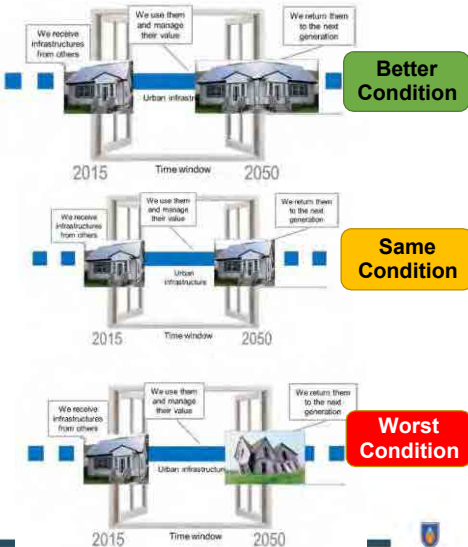 We receive
infrastructures
from others
We use them
and manage
their value
We return them
to the next
generation
Better
Condition
Urban infrastr
2015
Time window
2050
We receive
infrastructures
from others
We use them
and manage
their value
We return them
to the next
generation
Same
Condition
Urban
infrastructure
2015
Time window
2050
We receive
infrastructures
from others
We use them
and manage
their value
We return them
to the next
generation
Worst
Condition
Urban infrastructure
2015
Time window
2050